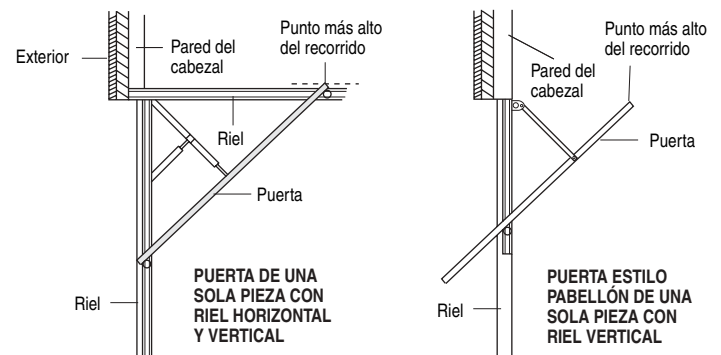 Exterior
Pared del
cabezal
Punto más alto
del recorrido
Riel
Puerta
Riel
PUERTA DE UNA
SOLA PIEZA CON
RIEL HORIZONTAL
Y VERTICAL
Punto más alto
del recorrido
Pared del
cabezal
Puerta
Riel
PUERTA ESTILO
PABELLÓN DE UNA
SOLA PIEZA CON
RIEL VERTICAL